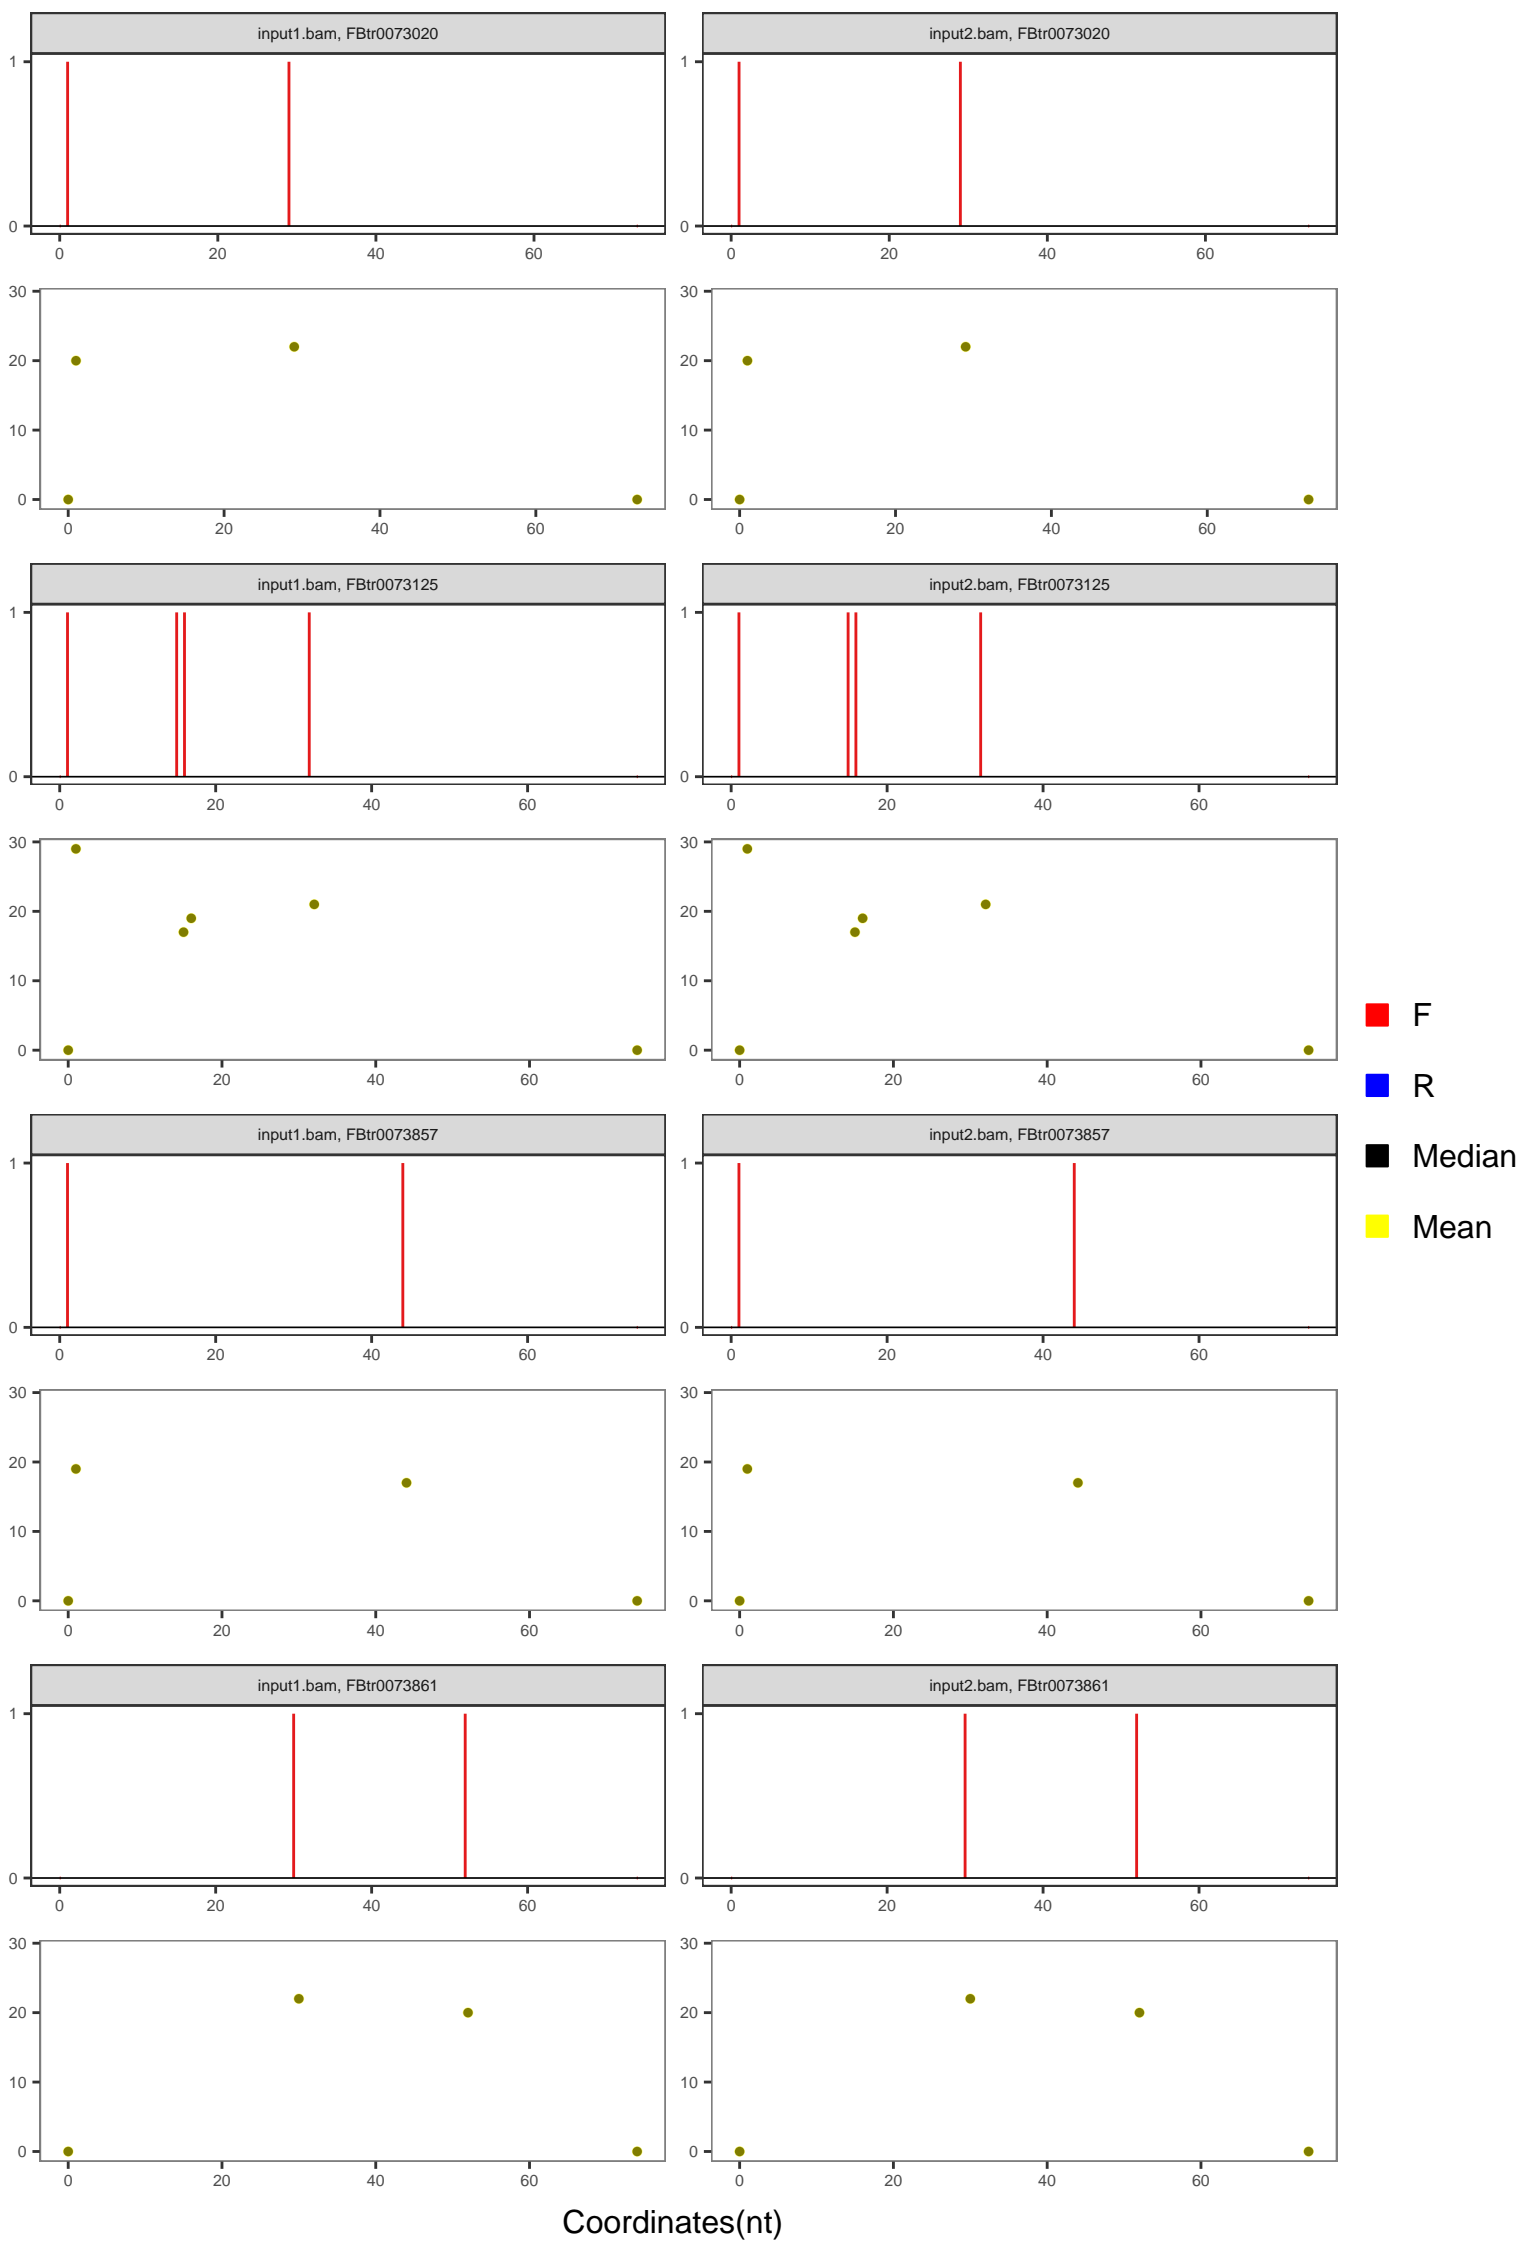 input1.bam, FBtr0073020 input2.bam, FBtr0073020
1 1
0 0
0 20 40 60 0 20 40 60
30 30
20 20
10 10
0 0
0 20 40 60 0 20 40 60
input1.bam, FBtr0073125 input2.bam, FBtr0073125
1 1
0 0
0 20 40 60 0 20 40 60
30 30
20 20
10 10
0 0
0 20 40 60 0 20 40 60
input1.bam, FBtr0073857 input2.bam, FBtr0073857
1 1
0 0
0 20 40 60 0 20 40 60
30 30
20 20
10 10
0 0
0 20 40 60 0 20 40 60
input1.bam, FBtr0073861 input2.bam, FBtr0073861
1 1
0 0
0 20 40 60 0 20 40 60
30 30
20 20
10 10
0 0
0 20 40 60 0 20 40 60
Coordinates(nt)
F
R
Median
Mean